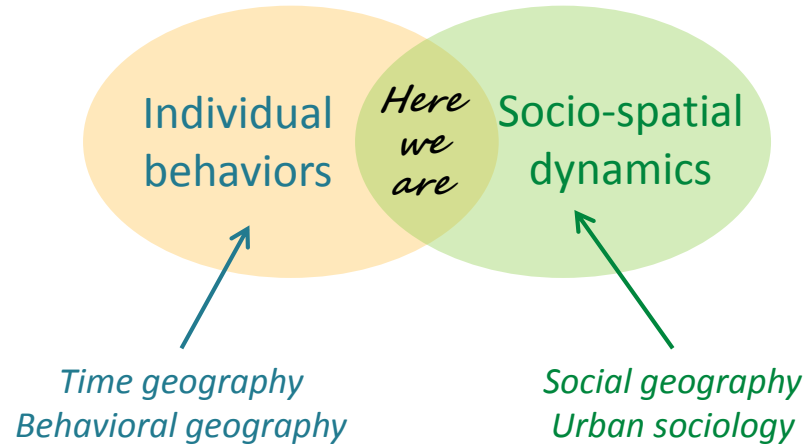 Individual
behaviors
Here
we
are
Socio-spatial
dynamics
Time geography
Behavioral geography
Social geography
Urban sociology